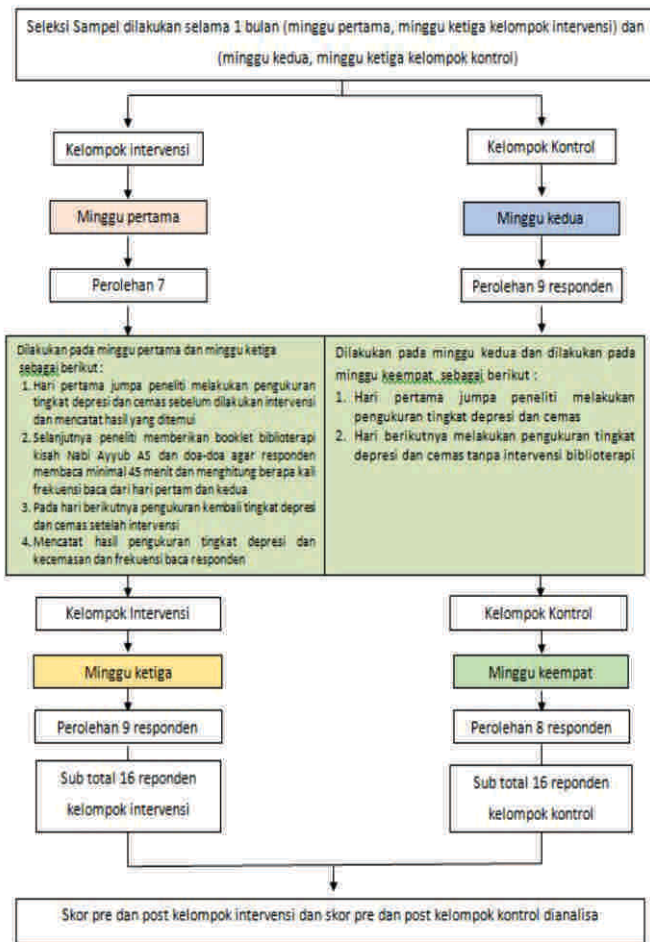 Seleksi Sampel dilakukan selama 1 bulan (minggu pertama, minggu ketiga kelompok intervensi) dan
(minggu kedua, minggu ketiga kelompok kontrol)
Kelompok intervensi
Minggu pertama
Perolehan 7
Dilakukan pada minggu pertama dan minggu ketiga
sebagai berikut :
1. Hari pertama jumpa peneliti melakukan pengukuran
tingkat depresi dan cemas sebelum dilakukan intervensi
dan mencatat hasil yang ditemui
2. Selanjutnya peneliti memberikan booklet biblioterapi
kisah Nabi Ayyub AS dan doa-doa agar responden
membaca minimal 45 menit dan menghitung berapa kali
frekuensi baca dari hari pertam dan kedua
3. Pada hari berikutnya pengukuran kembali tingkat depresi
dan cemas setelah intervensi
4. Mencatat hasil pengukuran tingkat depresi dan
kecemasan dan frekuensi baca responden
Kelompok Intervensi
Minggu ketiga
Perolehan 9 responden
Sub total 16 reponden
kelompok intervensi
Kelompok Kontrol
Minggu kedua
Perolehan 9 responden
Dilakukan pada minggu kedua dan dilakukan pada
minggu keempat sebagai berikut :
1. Hari pertama jumpa peneliti melakukan
pengukuran tingkat depresi dan cemas
2. Hari berikutnya melakukan pengukuran tingkat
depresi dan cemas tanpa intervensi biblioterapi
Kelompok Kontrol
Minggu keempat
Perolehan 8 responden
Sub total 16 responden
kelompok kontrol
Skor pre dan post kelompok intervensi dan skor pre dan post kelompok kontrol dianalisa